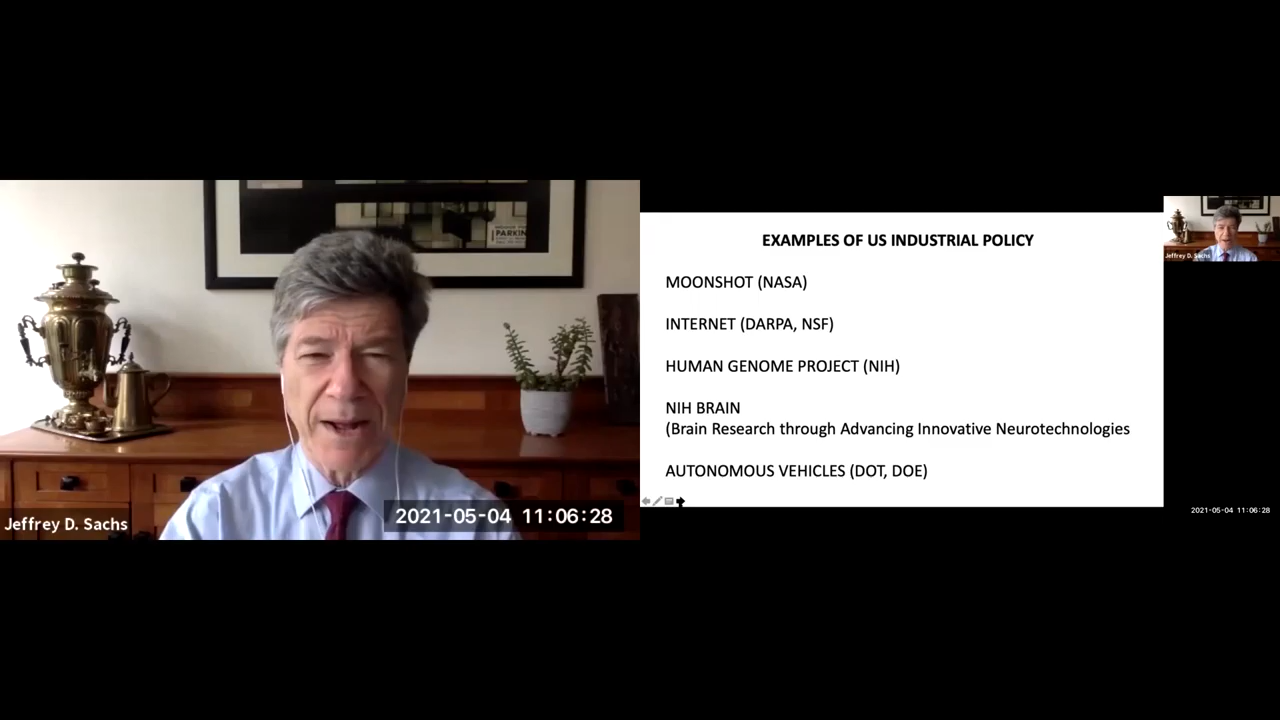 PARKIN
Jeffrey D. Sachs
2021-05-04 11:06:28
EXAMPLES OF US INDUSTRIAL POLICY
MOONSHOT (NASA)
INTERNET (DARPA, NSF)
HUMAN GENOME PROJECT (NIH)
NIH BRAIN
(Brain Research through Advancing Innovative Neurotechnologies
AUTONOMOUS VEHICLES (DOT, DOE)
Jeffrey D. Sachs
2021-05-04 11:06:28